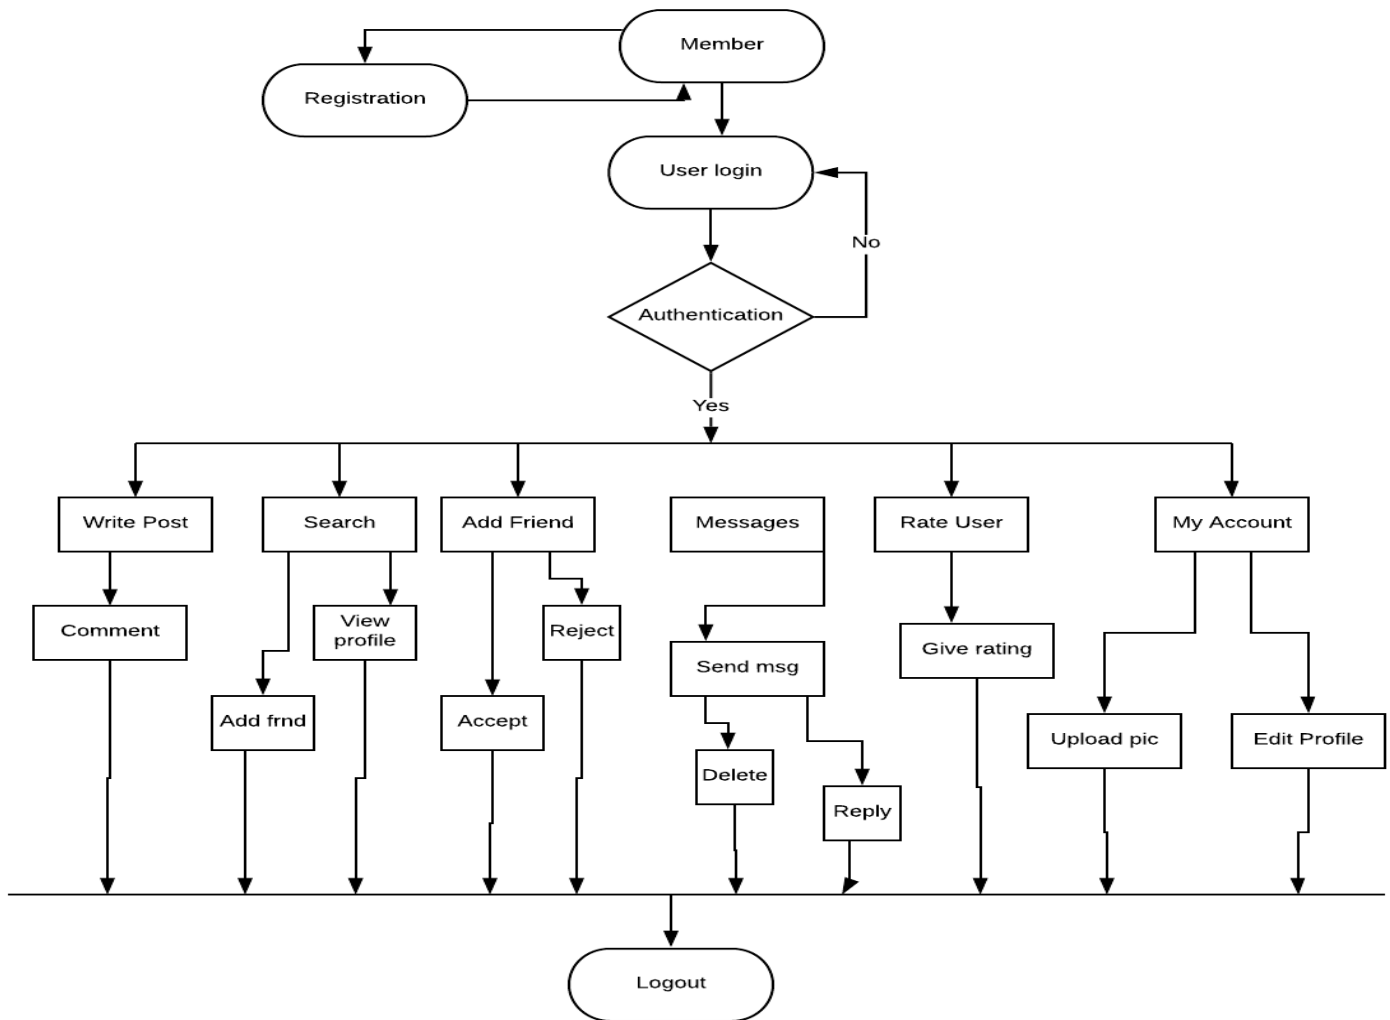 Member
Registration
User login
No
Authentication
Yes
Write Post
Search
Add Friend
Messages
Rate User
My Account
Comment
View
profile
Reject
Send msg
Give rating
Add frnd
Accept
Upload pic
Edit Profile
Delete
Reply
Logout